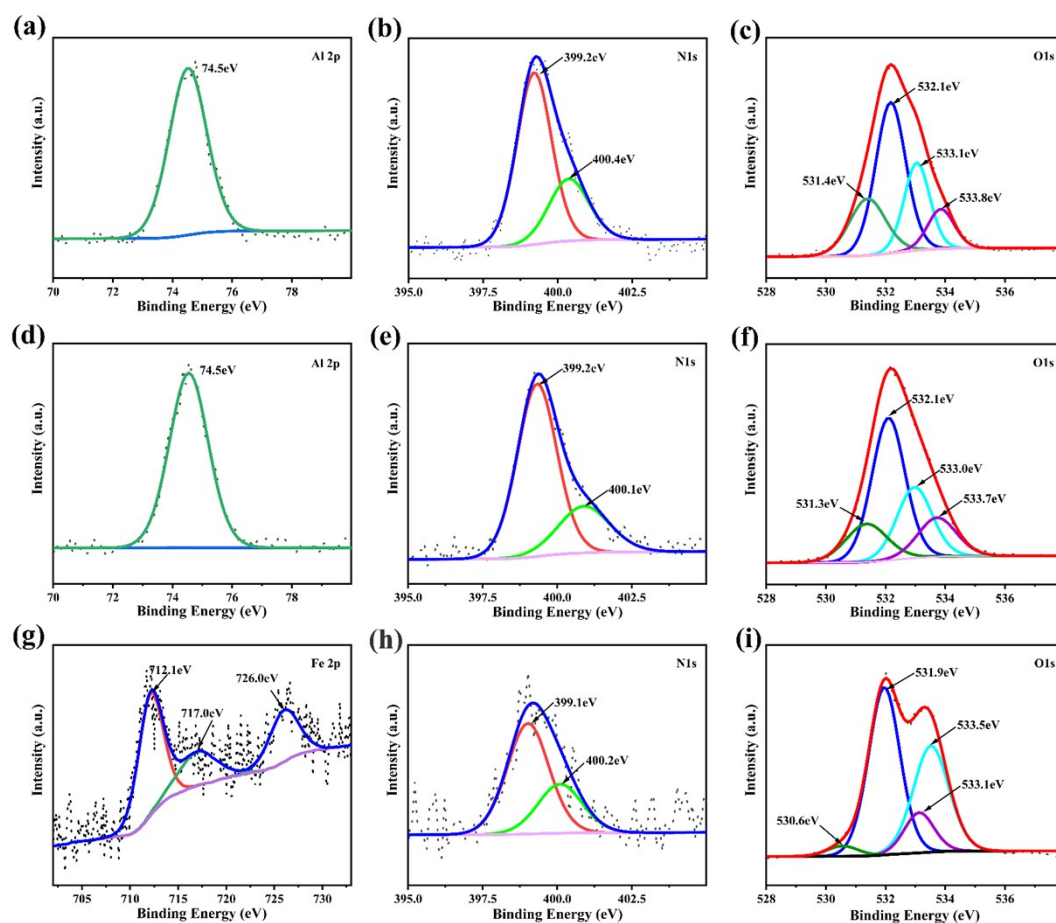 (a)
Al 2p
74.5eV
Intensity (a.u.)
70 72 74 76 78
Binding Energy (eV)
(b)
N1s
399.2eV
400.4eV
Intensity (a.u.)
395.0 397.5 400.0 402.5
Binding Energy (eV)
(c)
O1s
532.1eV
533.1eV
531.4eV
533.8eV
Intensity (a.u.)
528 530 532 534 536
Binding Energy (eV)
(d)
Al 2p
74.5eV
Intensity (a.u.)
70 72 74 76 78
Binding Energy (eV)
(e)
N1s
399.2eV
400.1eV
Intensity (a.u.)
395.0 397.5 400.0 402.5
Binding Energy (eV)
(f)
O1s
532.1eV
533.0eV
531.3eV
533.7eV
Intensity (a.u.)
528 530 532 534 536
Binding Energy (eV)
(g)
Fe 2p
712.1eV
726.0eV
717.0eV
Intensity (a.u.)
705 710 715 720 725 730
Binding Energy (eV)
(h)
N1s
399.1eV
400.2eV
Intensity (a.u.)
395.0 397.5 400.0 402.5
Binding Energy (eV)
(i)
O1s
531.9eV
533.5eV
533.1eV
530.6eV
Intensity (a.u.)
528 530 532 534 536
Binding Energy (eV)